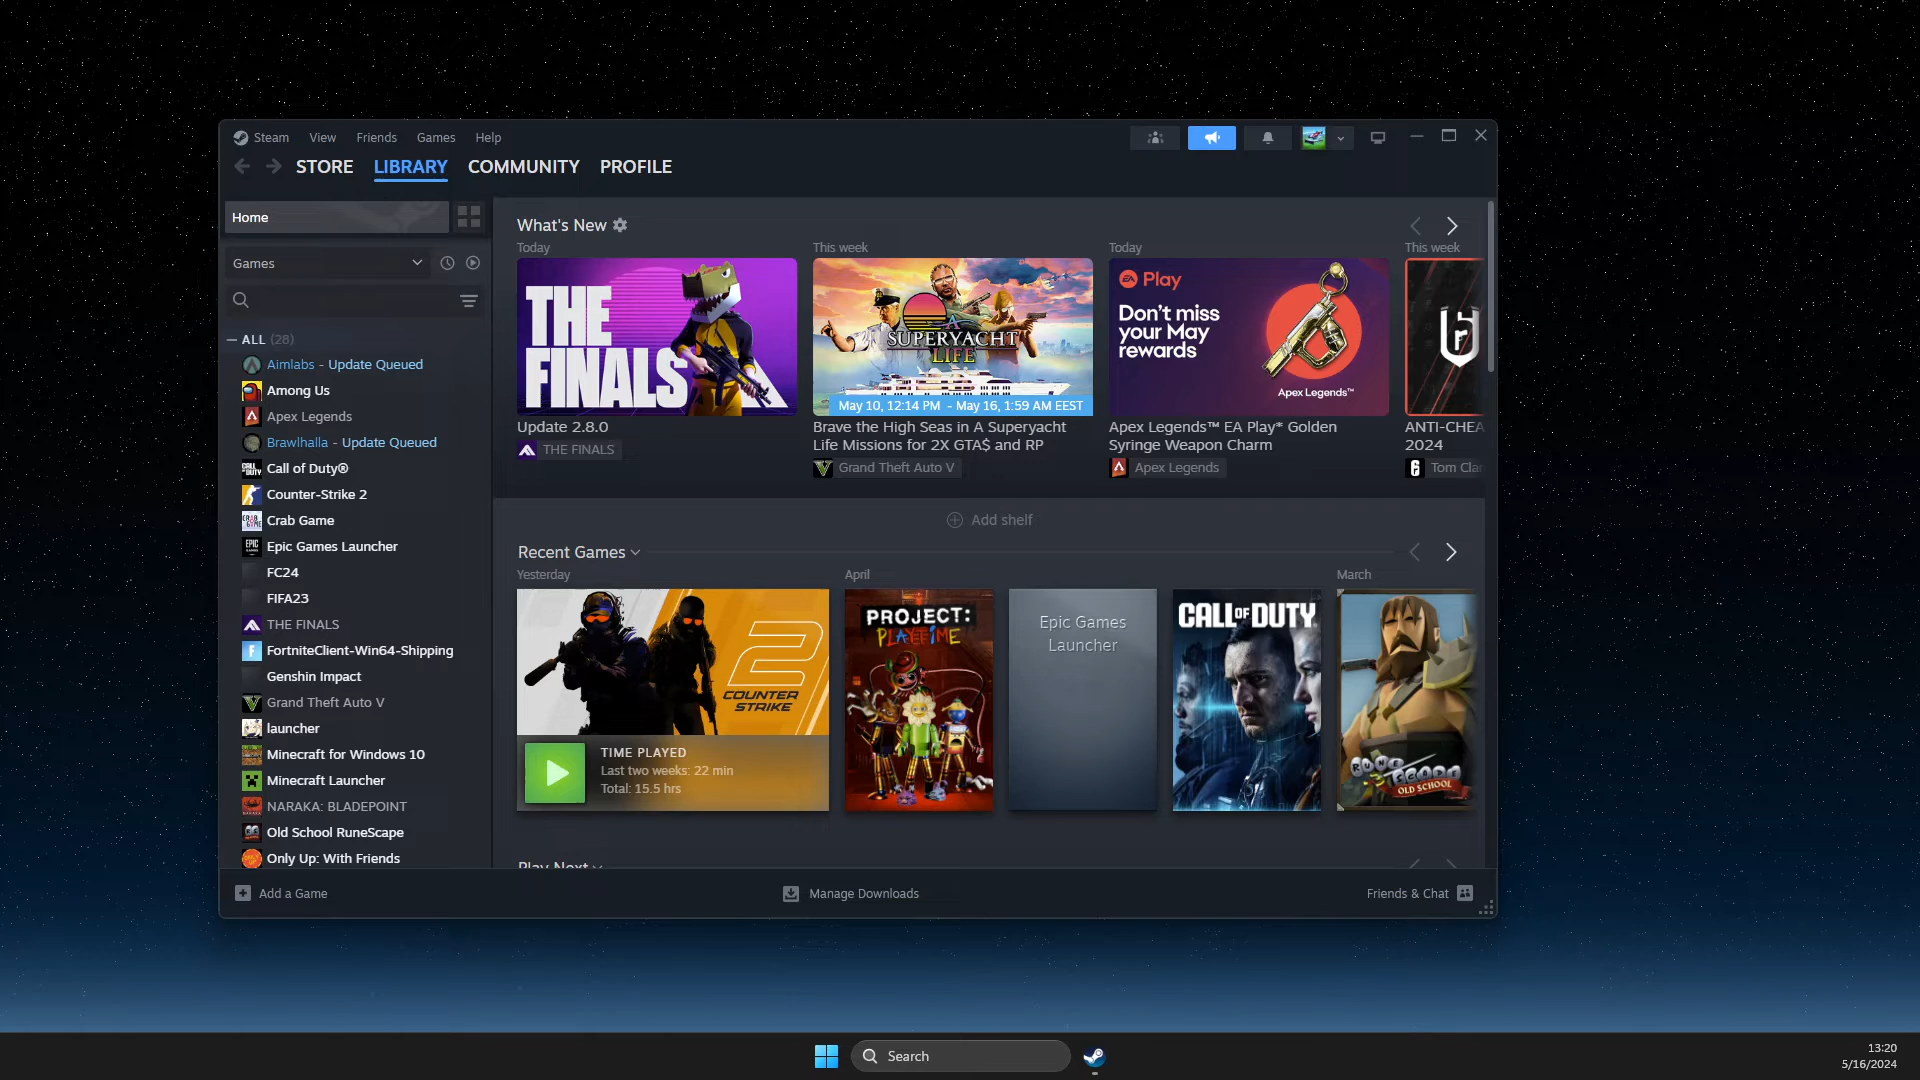 Steam View Friends Games Help
STORE LIBRARY COMMUNITY PROFILE
Home
Games
ALL (28)
Aimlabs - Update Queued
Among Us
Apex Legends
Brawlhalla - Update Queued
Call of Duty®
Counter-Strike 2
Crab Game
Epic Games Launcher
FC24
FIFA23
THE FINALS
FortniteClient-Win64-Shipping
Genshin Impact
Grand Theft Auto V
launcher
Minecraft for Windows 10
Minecraft Launcher
NARAKA: BLADEPOINT
Old School RuneScape
Only Up: With Friends
What's New
Today
THE
FINALS
Update 2.8.0
THE FINALS
This week
A
SUPERYACHT
LIFE
May 10, 12:14 PM - May 16, 1:59 AM EEST
Brave the High Seas in A Superyacht
Life Missions for 2X GTA$ and RP
Grand Theft Auto V
Today
EA Play
Don't miss
your May
rewards
Apex Legends™
Apex Legends™ EA Play* Golden
Syringe Weapon Charm
Apex Legends
This week
ANTI-CHEA
2024
Tom Clan
Add shelf
Recent Games
Yesterday
2
COUNTER
STRIKE
TIME PLAYED
Last two weeks: 22 min
Total: 15.5 hrs
April
PROJECT:
PLAYTIME
Epic Games
Launcher
CALL OF DUTY
March
RUNE SCAPE
OLD SCHOOL
Play Next
Add a Game
Manage Downloads
Friends & Chat
Search
13:20
5/16/2024